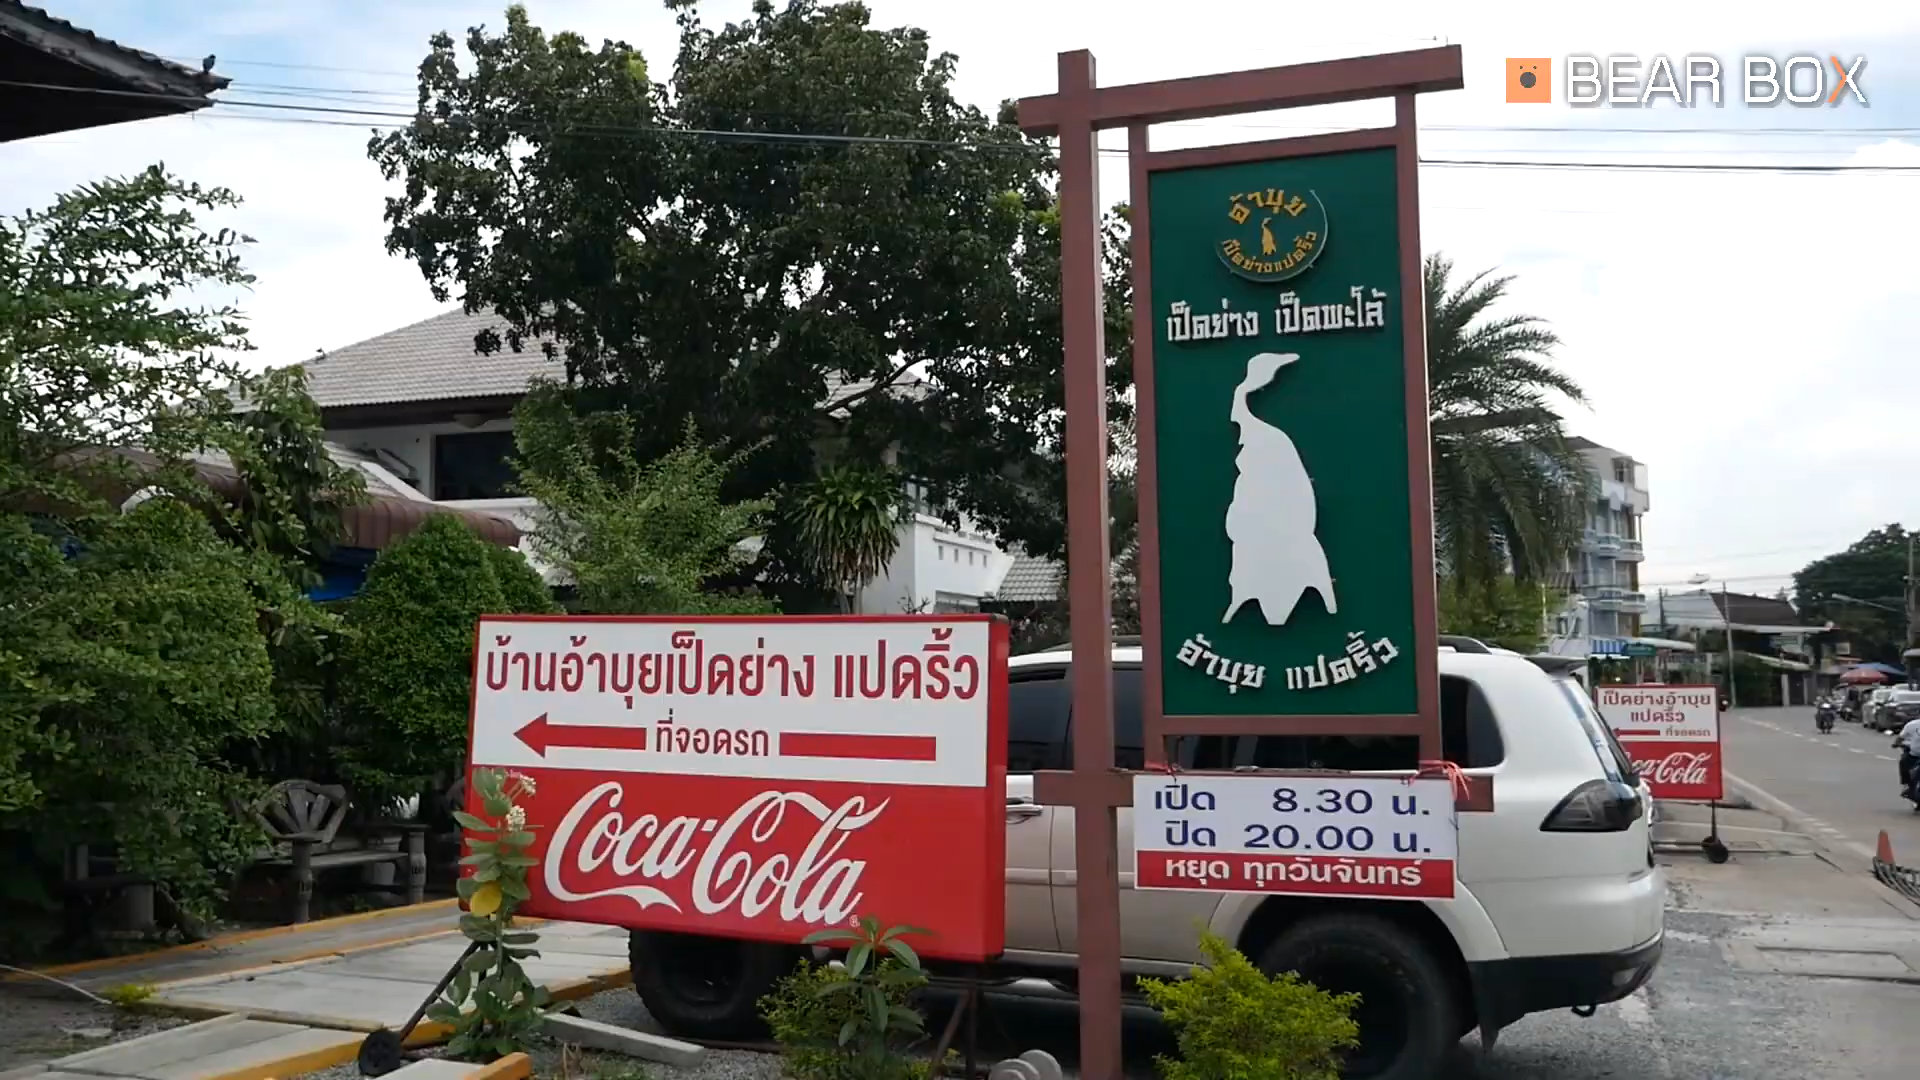 BEAR BOX
อ้าบุย
เป็ดย่างแปดริ้ว
เป็ดย่าง เป็ดพะโล้
อ้าบุย แปดริ้ว
บ้านอ้าบุยเป็ดย่าง แปดริ้ว
ที่จอดรถ
Coca-Cola
เปิด 8.30 น.
ปิด 20.00 น.
หยุด ทุกวันจันทร์
เป็ดย่างอ้าบุย
แปดริ้ว
ที่จอดรถ
Coca-Cola